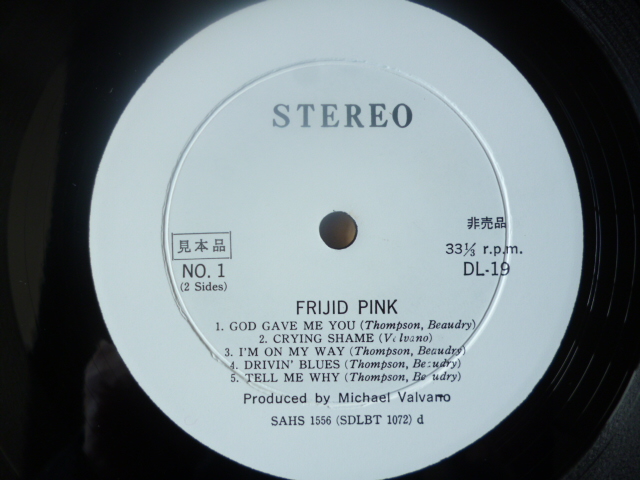 STEREO
見本品
NO. 1
(2 Sides)
非売品
33⅓ r.p.m.
DL-19
FRIJID PINK
1. GOD GAVE ME YOU (Thompson, Beaudry)
2. CRYING SHAME (Valvano)
3. I'M ON MY WAY (Thompson, Beaudry)
4. DRIVIN' BLUES (Thompson, Beaudry)
5. TELL ME WHY (Thompson, Beaudry)
Produced by Michael Valvano
SAHS 1556 (SDLBT 1072) d